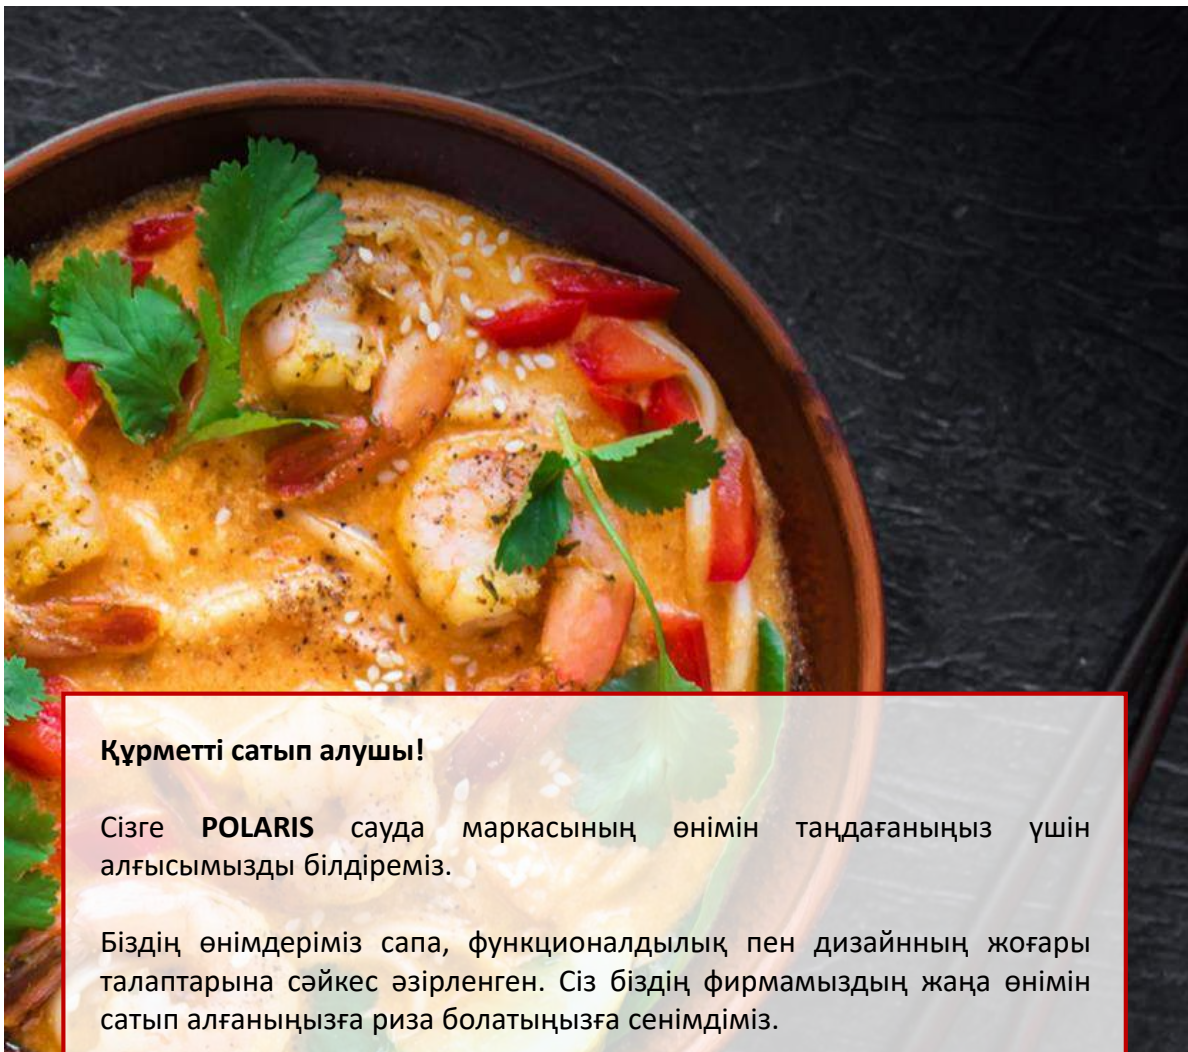 Құрметті сатып алушы!
Сізге POLARIS сауда маркасының өнімін таңдағаныңыз үшін
алғысымызды білдіреміз.
Біздің өнімдеріміз сапа, функционалдылық пен дизайнның жоғары
талаптарына сәйкес әзірленген. Сіз біздің фирмамыздың жаңа өнімін
сатып алғаныңызға риза болатыңызға сенімдіміз.